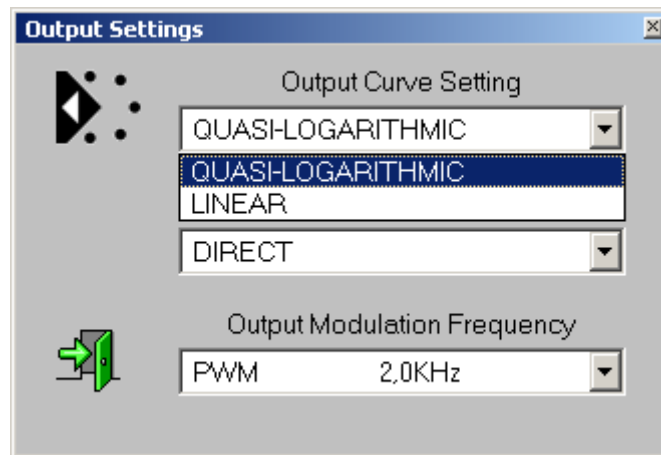 Output Settings
Output Curve Setting
QUASI-LOGARITHMIC
QUASI-LOGARITHMIC
LINEAR
DIRECT
Output Modulation Frequency
PWM 2,0KHz